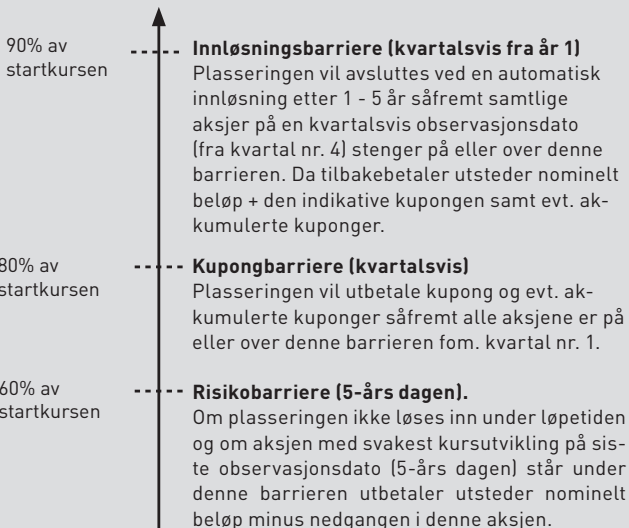 90% av
startkursen
Innløsningsbarriere (kvartalsvis fra år 1)
Plasseringen vil avsluttes ved en automatisk
innløsning etter 1 - 5 år såfremt samtlige
aksjer på en kvartalsvis observasjonsdato
(fra kvartal nr. 4) stenger på eller over denne
barrieren. Da tilbakebetaler utsteder nominelt
beløp + den indikative kupongen samt evt. ak-
kumulerte kuponger.
80% av
startkursen
Kupongbarriere (kvartalsvis)
Plasseringen vil utbetale kupong og evt. ak-
kumulerte kuponger såfremt alle aksjene er på
eller over denne barrieren fom. kvartal nr. 1.
60% av
startkursen
Risikobarriere (5-års dagen).
Om plasseringen ikke løses inn under løpetiden
og om aksjen med svakest kursutvikling på sis-
te observasjonsdato (5-års dagen) står under
denne barrieren utbetaler utsteder nominelt
beløp minus nedgangen i denne aksjen.